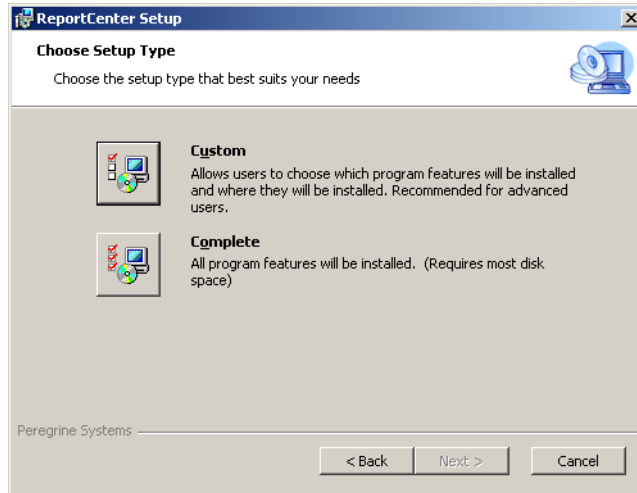 ReportCenter Setup
Choose Setup Type
Choose the setup type that best suits your needs
Custom
Allows users to choose which program features will be installed
and where they will be installed. Recommended for advanced
users.
Complete
All program features will be installed.  (Requires most disk
space)
Peregrine Systems
< Back Next > Cancel